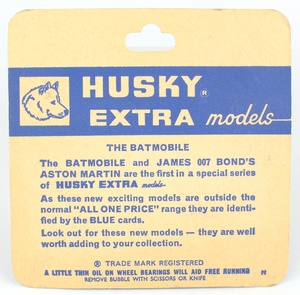 HUSKY ®
EXTRA models
THE BATMOBILE
The BATMOBILE and JAMES 007 BOND'S
ASTON MARTIN are the first in a special series
of HUSKY EXTRA models.
As these new exciting models are outside the
normal "ALL ONE PRICE" range they are identi-
fied by the BLUE cards.
Look out for these new models — they are well
worth adding to your collection.
® TRADE MARK REGISTERED
A LITTLE THIN OIL ON WHEEL BEARINGS WILL AID FREE RUNNING
REMOVE BUBBLE WITH SCISSORS OR KNIFE